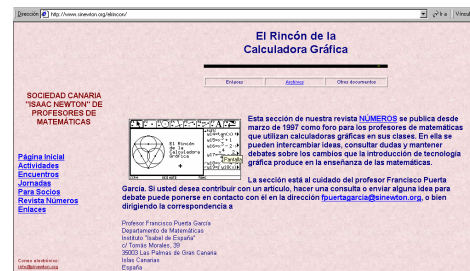 Dirección http://www.sinewton.org/elrincon/
Ir a Vínculos
El Rincón de la
Calculadora Gráfica
Enlaces Archivos Otros documentos
SOCIEDAD CANARIA
"ISAAC NEWTON" DE
PROFESORES DE
MATEMÁTICAS
Página Inicial
Actividades
Encuentros
Jornadas
Para Socios
Revista Números
Enlaces
Correo electrónico:
info@sinewton.org
El Rincón
de la
Calculadora
Gráfica
Pantalla
Esta sección de nuestra revista NÚMEROS se publica desde
marzo de 1997 como foro para los profesores de matemáticas
que utilizan calculadoras gráficas en sus clase. En ella se
pueden intercambiar ideas, consultar dudas y mantener
debates sobre los cambios que la introducción de tecnología
gráfica produce en la enseñanza de las matemáticas.
La sección está al cuidado del profesor Francisco Puerta
García. Si usted desea contribuir con un artículo, hacer una consulta o enviar alguna idea para
debate puede ponerse en contacto con él en la dirección fpuertagarcia@sinewton.org, o bien
dirigiendo la correspondencia a
Profesor Francisco Puerta García
Departamento de Matemáticas
Instituto "Isabel de España"
c/ Tomás Morales, 39
35003 Las Palmas de Gran Canaria
Islas Canarias
España